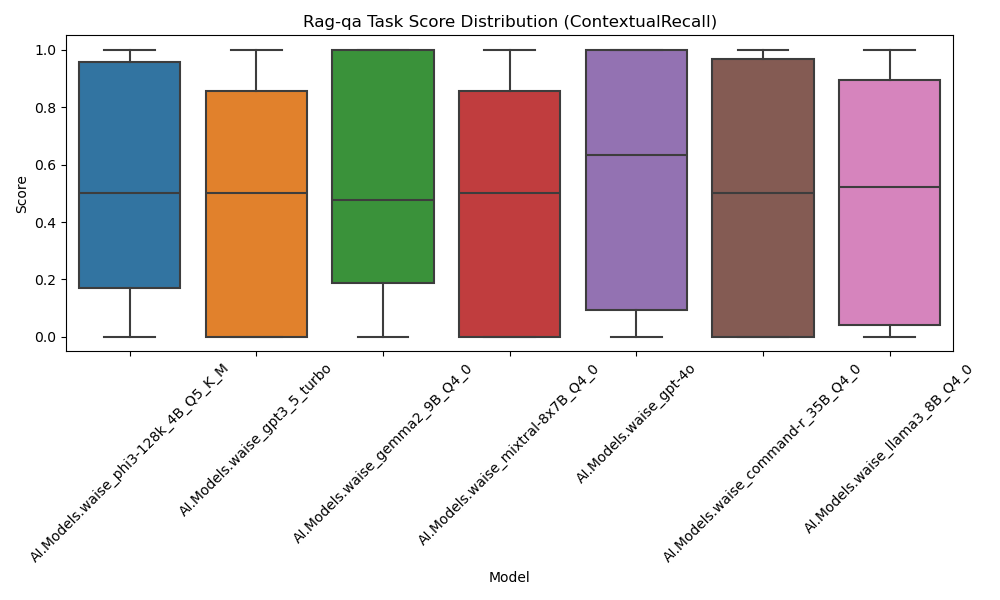 Rag-qa Task Score Distribution (ContextualRecall)
1.0
0.8
0.6
0.4
0.2
0.0
Score
AI.Models.waise_phi3-128k_4B_Q5_K_M
AI.Models.waise_gpt3_5_turbo
AI.Models.waise_gemma2_9B_Q4_0
AI.Models.waise_mixtral-8x7B_Q4_0
AI.Models.waise_gpt-4o
AI.Models.waise_command-r_35B_Q4_0
AI.Models.waise_llama3_8B_Q4_0
Model